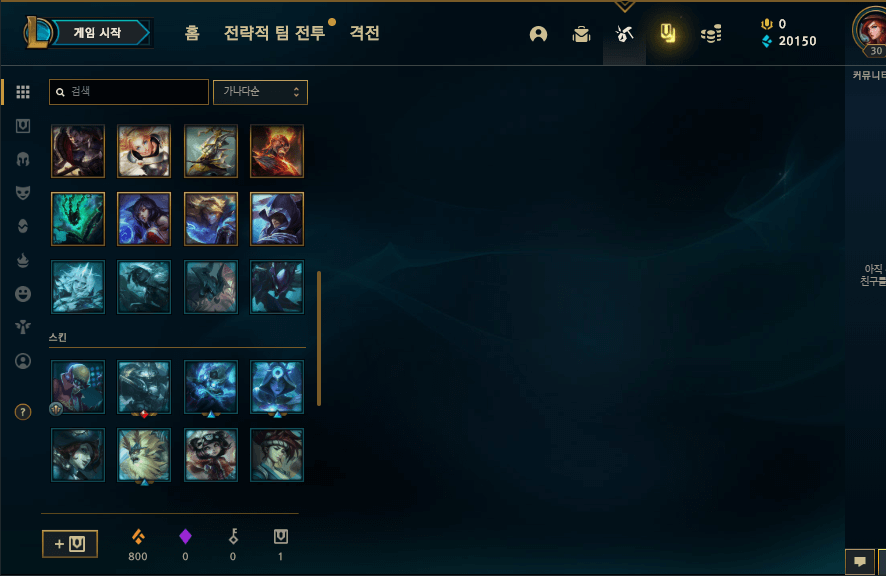 게임 시작
홈 전략적 팀 전투 격전
0
20150
30
커뮤니티
검색
가나다순
아직
친구를
스킨
?
800 0 0 1